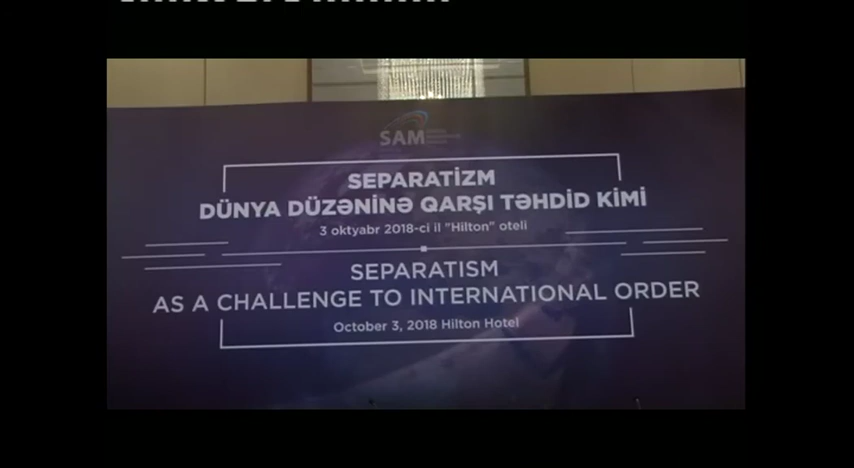 SAM
SEPARATİZM
DÜNYA DÜZƏNİNƏ QARŞI TƏHDİD KİMİ
3 oktyabr 2018-ci il "Hilton" oteli
SEPARATISM
AS A CHALLENGE TO INTERNATIONAL ORDER
October 3, 2018 Hilton Hotel